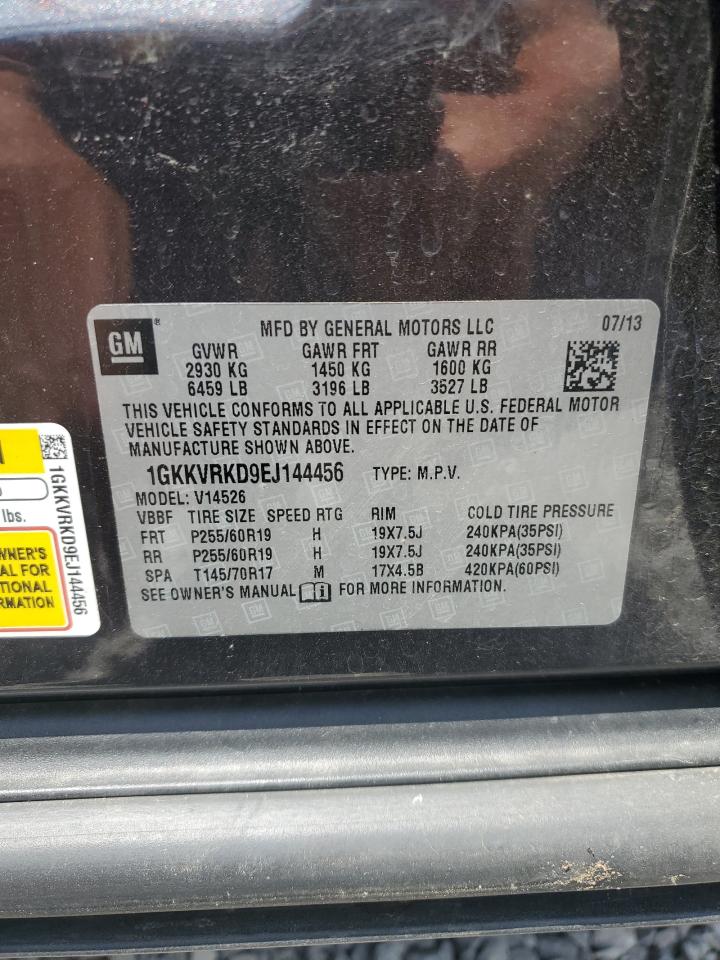 GM
MFD BY GENERAL MOTORS LLC 07/13
GVWR GAWR FRT GAWR RR
2930 KG 1450 KG 1600 KG
6459 LB 3196 LB 3527 LB
THIS VEHICLE CONFORMS TO ALL APPLICABLE U.S. FEDERAL MOTOR
VEHICLE SAFETY STANDARDS IN EFFECT ON THE DATE OF
MANUFACTURE SHOWN ABOVE.
1GKKVRKD9EJ144456 TYPE: M.P.V.
MODEL: V14526
VBBF TIRE SIZE SPEED RTG RIM COLD TIRE PRESSURE
FRT P255/60R19 H 19X7.5J 240KPA(35PSI)
RR P255/60R19 H 19X7.5J 240KPA(35PSI)
SPA T145/70R17 M 17X4.5B 420KPA(60PSI)
SEE OWNER'S MANUAL FOR MORE INFORMATION.
lbs.
1GKKVRKD9EJ144456
OWNER'S
FOR